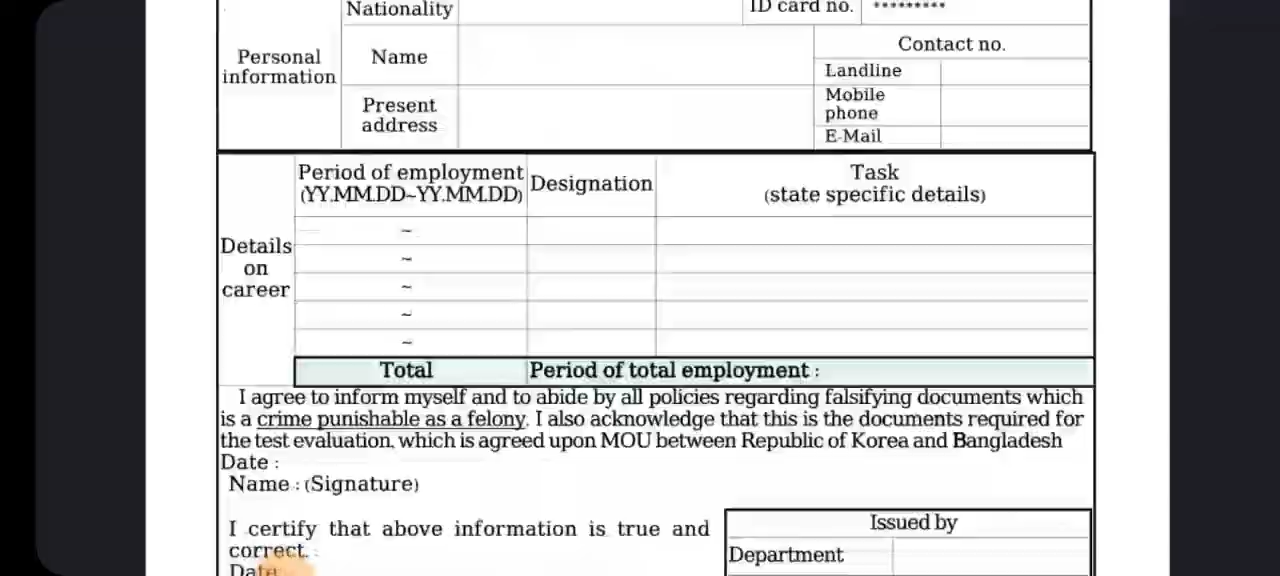 Nationality
ID card no.
*********
Personal
information
Name
Contact no.
Landline
Present
address
Mobile
phone
E-Mail
Details
on
career
Period of employment
(YY.MM.DD~YY.MM.DD)
Designation
Task
(state specific details)
~
~
~
~
~
Total
Period of total employment :
I agree to inform myself and to abide by all policies regarding falsifying documents which
is a crime punishable as a felony. I also acknowledge that this is the documents required for
the test evaluation, which is agreed upon MOU between Republic of Korea and Bangladesh
Date :
Name : (Signature)
I certify that above information is true and
correct.
Date
Issued by
Department